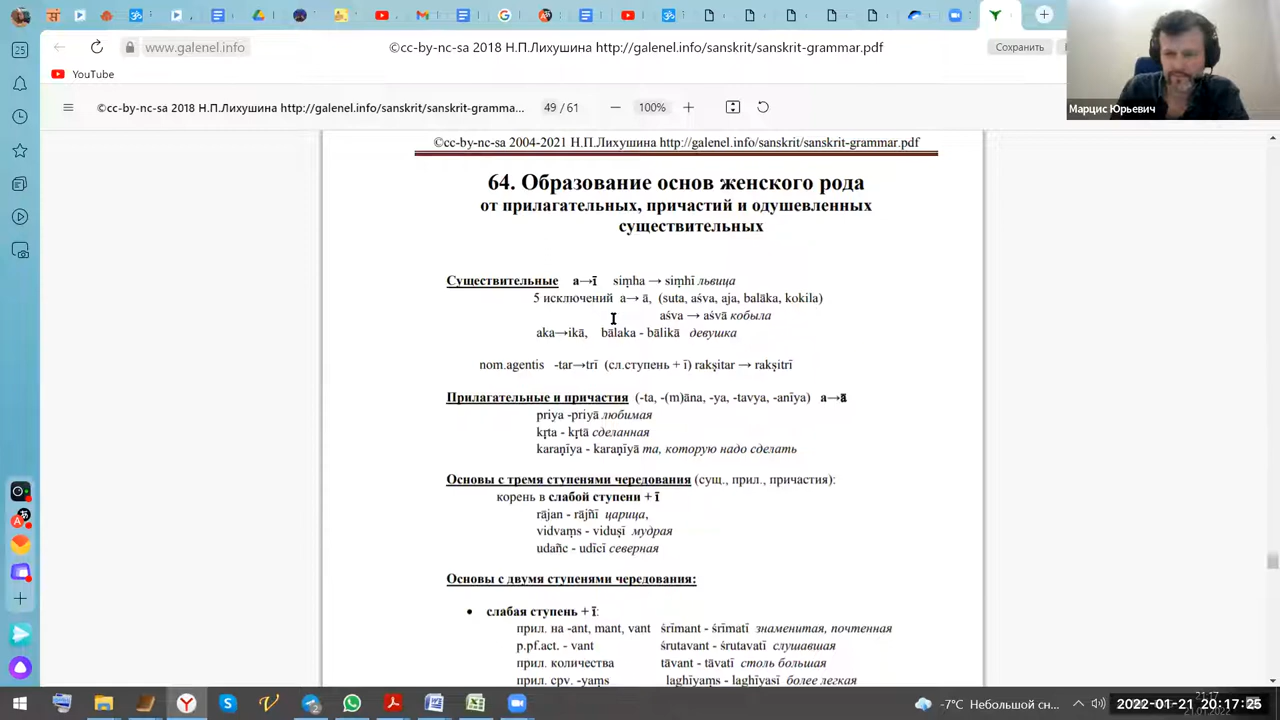 www.galenel.info
©cc-by-nc-sa 2018 Н.П.Лихушина http://galenel.info/sanskrit/sanskrit-grammar.pdf
Сохранить
YouTube
©cc-by-nc-sa 2018 Н.П.Лихушина http://galenel.info/sanskrit/sanskrit-gramma...
49 / 61
100%
Марцис Юрьевич
©cc-by-nc-sa 2004-2021 Н.П.Лихушина http://galenel.info/sanskrit/sanskrit-grammar.pdf
64. Образование основ женского рода
от прилагательных, причастий и одушевленных
существительных
Существительные a→ī siṃha → siṃhī львица
5 исключений a→ ā, (suta, aśva, aja, balāka, kokila)
aśva → aśvā кобыла
aka→ikā, bālaka - bālikā девушка
nom.agentis -tar→trī (сл.ступень + ī) rakṣitar → rakṣitrī
Прилагательные и причастия (-ta, -(m)āna, -ya, -tavya, -anīya) a→ā
priya -priyā любимая
kṛta - kṛtā сделанная
karaṇīya - karaṇīyā та, которую надо сделать
Основы с тремя ступенями чередования (сущ., прил., причастия):
корень в слабой ступени + ī
rājan - rājñī царица,
vidvaṃs - viduṣī мудрая
udañc - udīcī северная
Основы с двумя ступенями чередования:
• слабая ступень + ī:
прил. на -ant, mant, vant śrīmant - śrīmatī знаменитая, почтенная
p.pf.act. - vant śrutavant - śrutavatī слушавшая
прил. количества tāvant - tāvatī столь большая
прил. срv. -yaṃs laghīyaṃs - laghīyasī более легкая
-7°C Небольшой сн...
2022-01-21 20:17:25